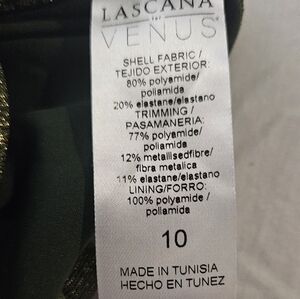 LASCANA
VENUS
SHELL FABRIC /
TEJIDO EXTERIOR:
80% polyamide/
poliamida
20% elastane/elastano
TRIMMING /
PASAMANERIA:
77% polyamide/
poliamida
12% metallisedfibre/
fibra metalica
11% elastane/elastano
LINING/FORRO:
100% polyamide/
poliamida
10
MADE IN TUNISIA
HECHO EN TUNEZ